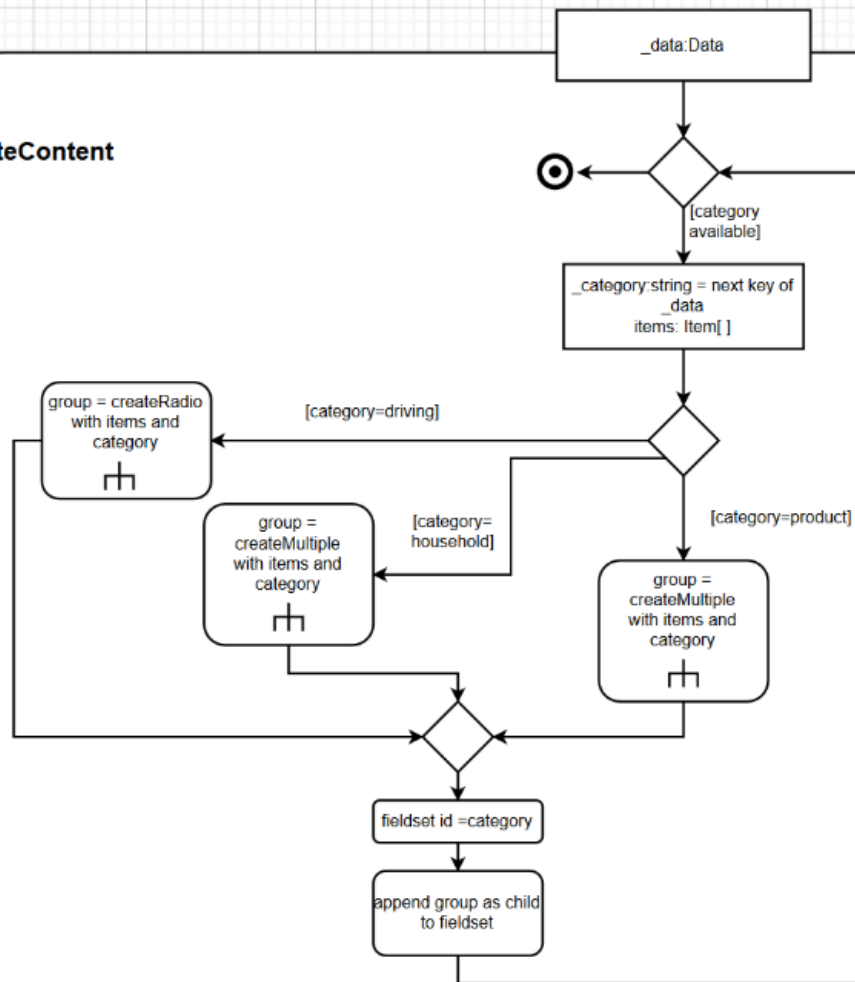 _data:Data
teContent
[category
available]
_category:string = next key of
_data
items: Item[ ]
group = createRadio
with items and
category
[category=driving]
group =
createMultiple
with items and
category
[category=
household]
[category=product]
group =
createMultiple
with items and
category
fieldset id =category
append group as child
to fieldset